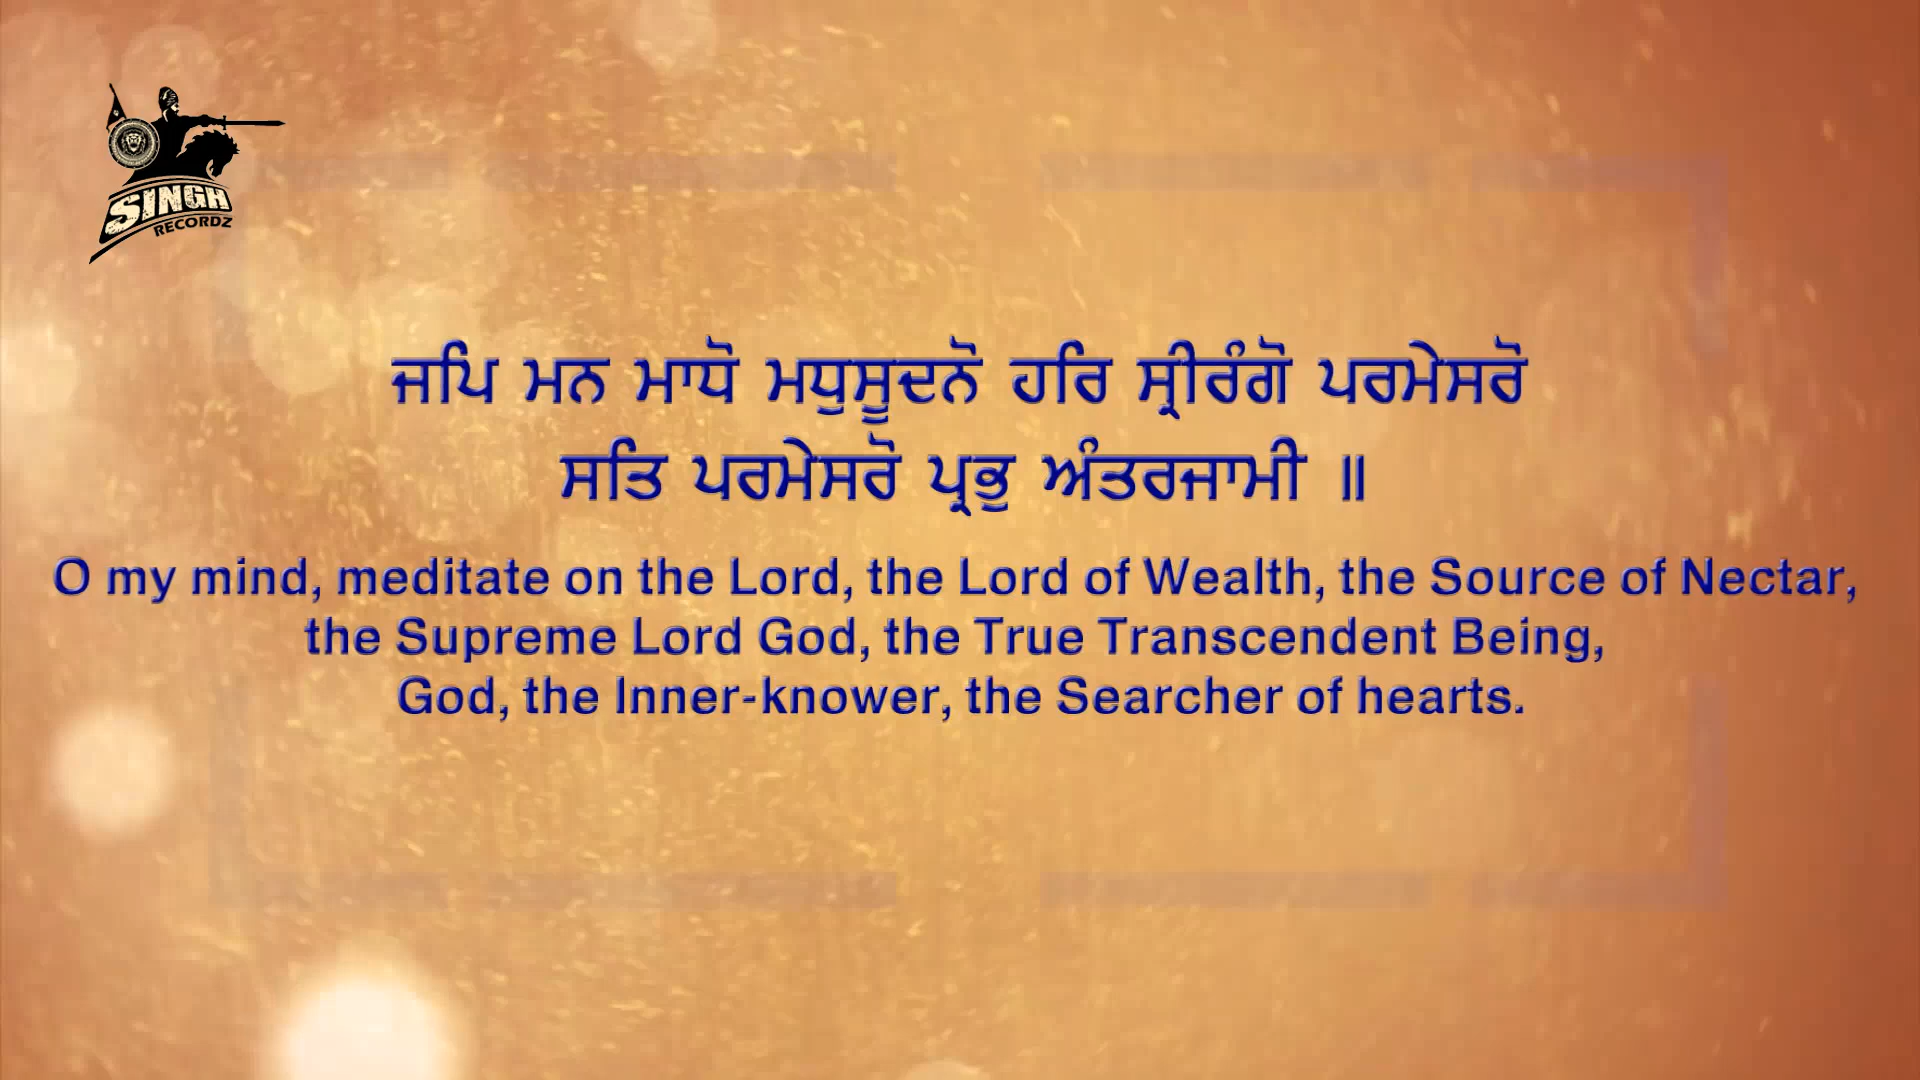 SINGH
RECORDZ
ਜਪਿ ਮਨ ਮਾਧੋ ਮਧੁਸੂਦਨੋ ਹਰਿ ਸ੍ਰੀਰੰਗੋ ਪਰਮੇਸਰੋ
ਸਤਿ ਪਰਮੇਸਰੋ ਪ੍ਰਭੁ ਅੰਤਰਜਾਮੀ ॥
O my mind, meditate on the Lord, the Lord of Wealth, the Source of Nectar,
the Supreme Lord God, the True Transcendent Being,
God, the Inner-knower, the Searcher of hearts.